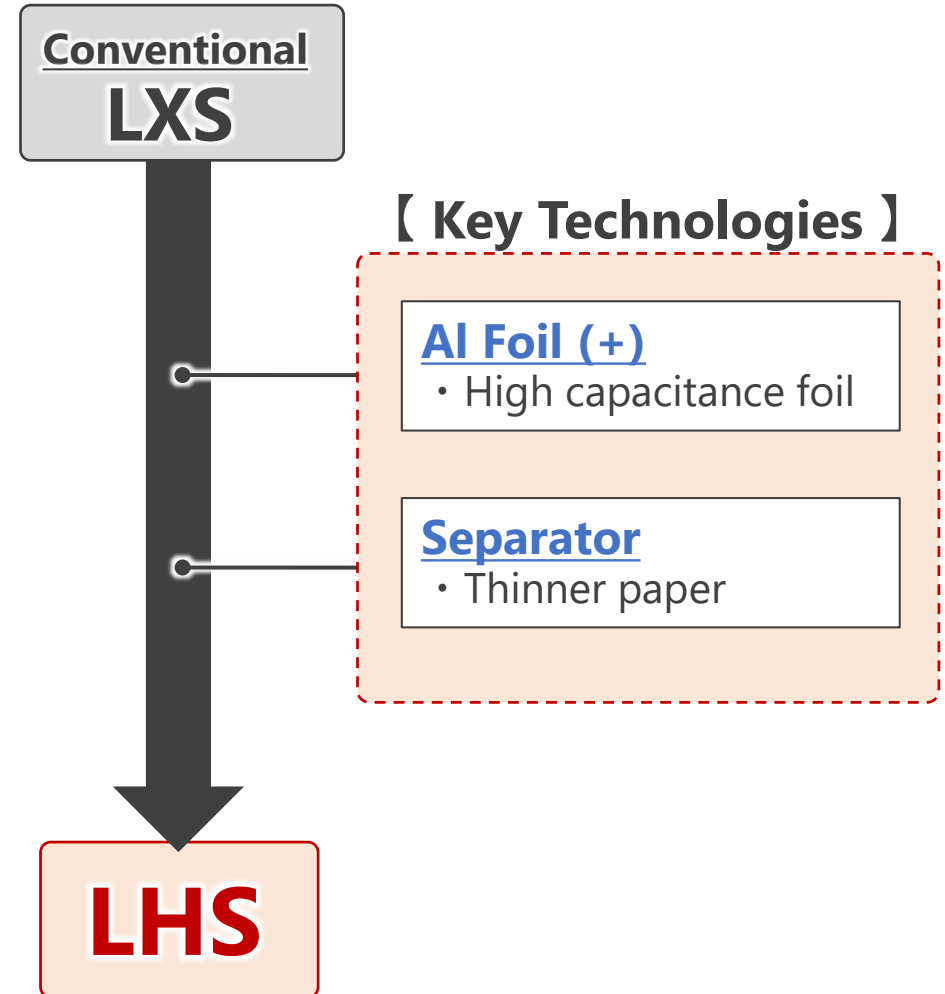 Conventional
LXS
【 Key Technologies 】
Al Foil (+)
・High capacitance foil
Separator
・Thinner paper
LHS